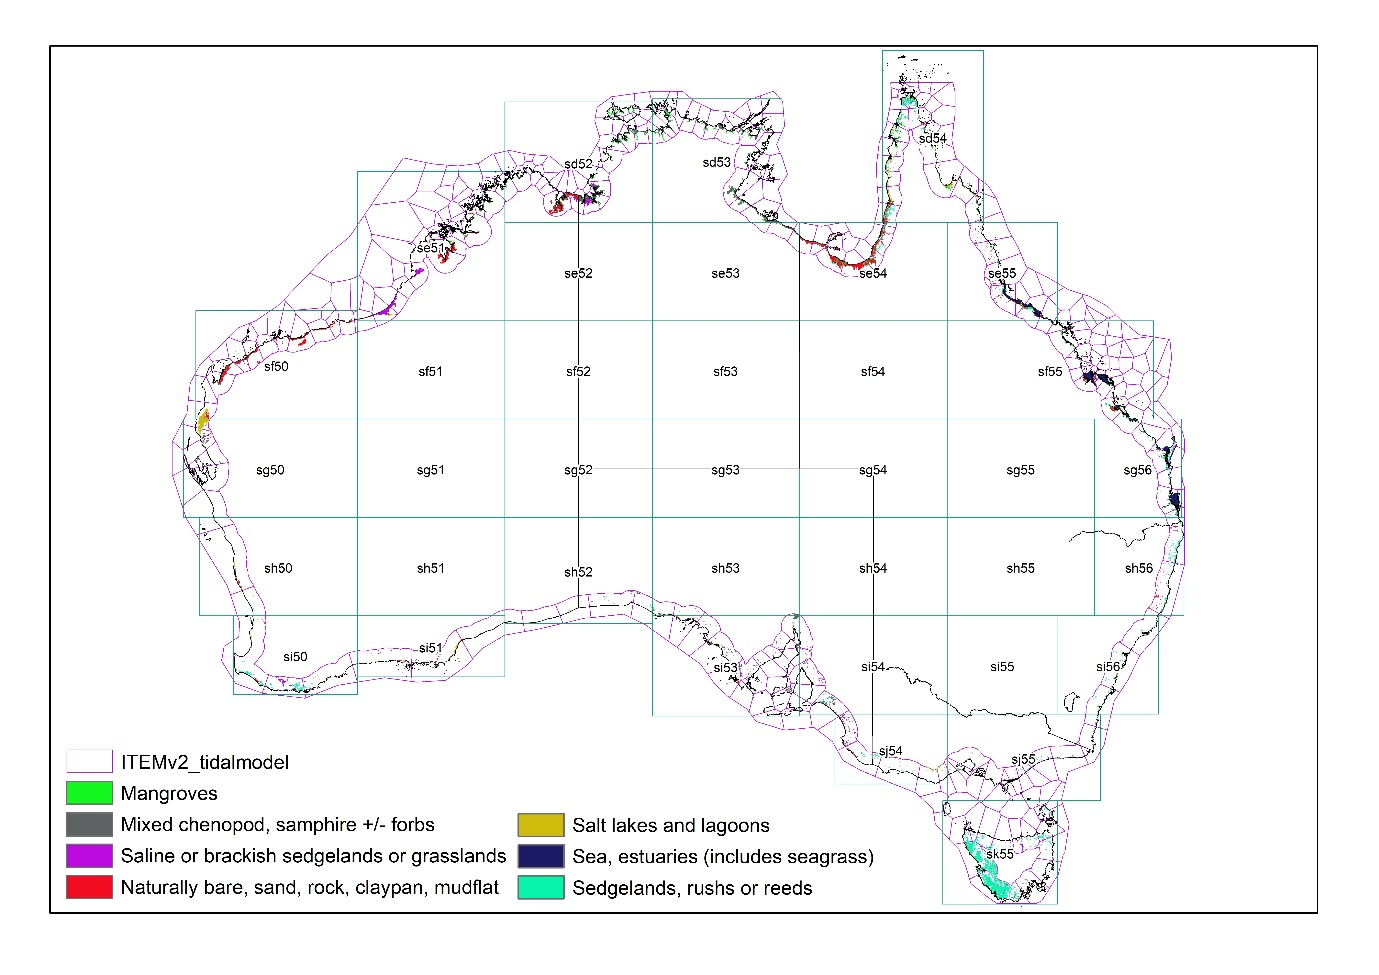 sd52
sd53
sd54
se51
se52
se53
se54
se55
sf50
sf51
sf52
sf53
sf54
sf55
sg50
sg51
sg52
sg53
sg54
sg55
sg56
sh50
sh51
sh52
sh53
sh54
sh55
sh56
si50
si51
si53
si54
si55
si56
sj54
sj55
sk55
ITEMv2_tidalmodel
Mangroves
Mixed chenopod, samphire +/- forbs
Saline or brackish sedgelands or grasslands
Naturally bare, sand, rock, claypan, mudflat
Salt lakes and lagoons
Sea, estuaries (includes seagrass)
Sedgelands, rushs or reeds